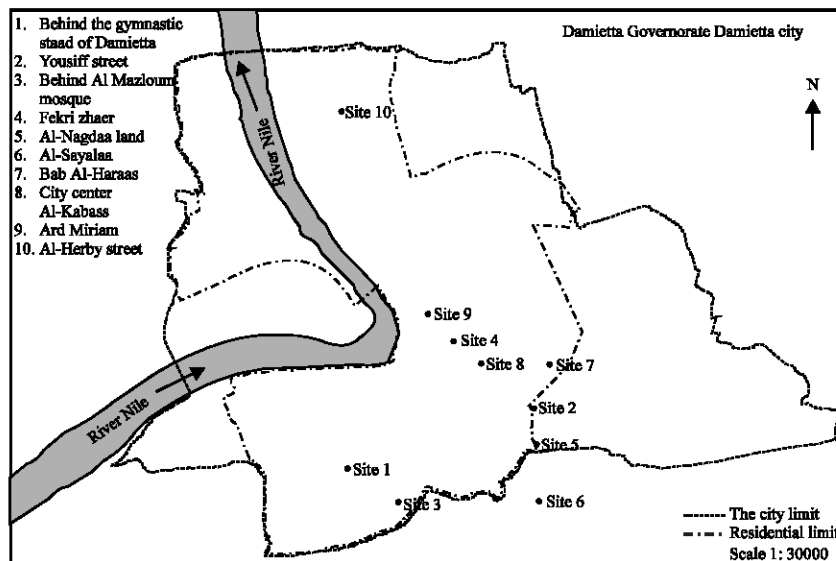 1. Behind the gymnastic
staad of Damietta
2. Yousiff street
3. Behind Al Mazloum
mosque
4. Fekri zhaer
5. Al-Nagdaa land
6. Al-Sayalaa
7. Bab Al-Haraas
8. City center
Al-Kabass
9. Ard Miriam
10. Al-Herby street
Damietta Governorate Damietta city
N
Site 10
River Nile
Site 9
Site 4
Site 8
Site 7
Site 2
River Nile
Site 5
Site 1
Site 3
Site 6
The city limit
Residential limit
Scale 1: 30000